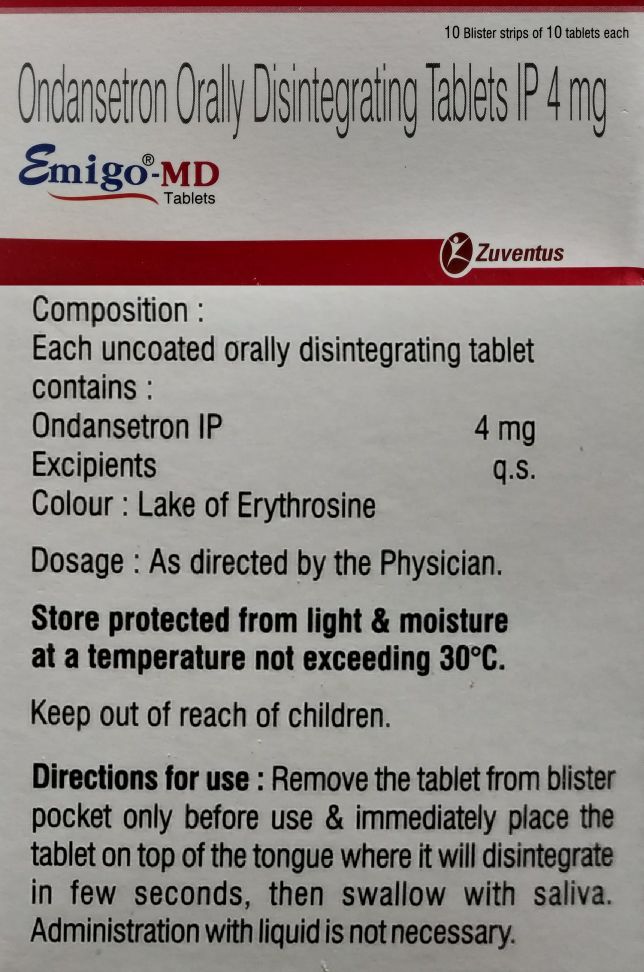 10 Blister strips of 10 tablets each
Ondansetron Orally Disintegrating Tablets IP 4 mg
Emigo®-MD
Tablets
Zuventus
Composition :
Each uncoated orally disintegrating tablet
contains :
Ondansetron IP 4 mg
Excipients q.s.
Colour : Lake of Erythrosine
Dosage : As directed by the Physician.
Store protected from light & moisture
at a temperature not exceeding 30°C.
Keep out of reach of children.
Directions for use : Remove the tablet from blister
pocket only before use & immediately place the
tablet on top of the tongue where it will disintegrate
in few seconds, then swallow with saliva.
Administration with liquid is not necessary.